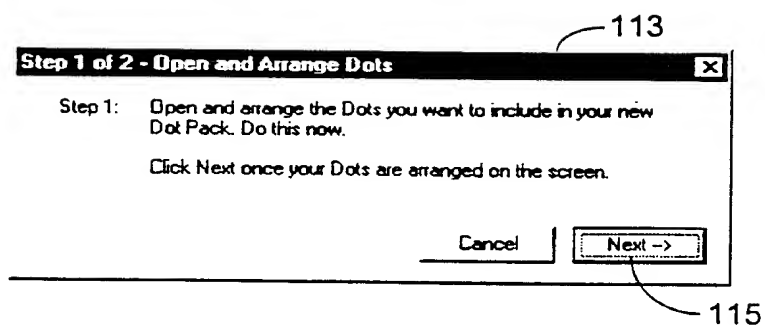 113
Step 1 of 2 - Open and Arrange Dots
Step 1: Open and arrange the Dots you want to include in your new
Dot Pack. Do this now.
Click Next once your Dots are arranged on the screen.
Cancel Next -->
115